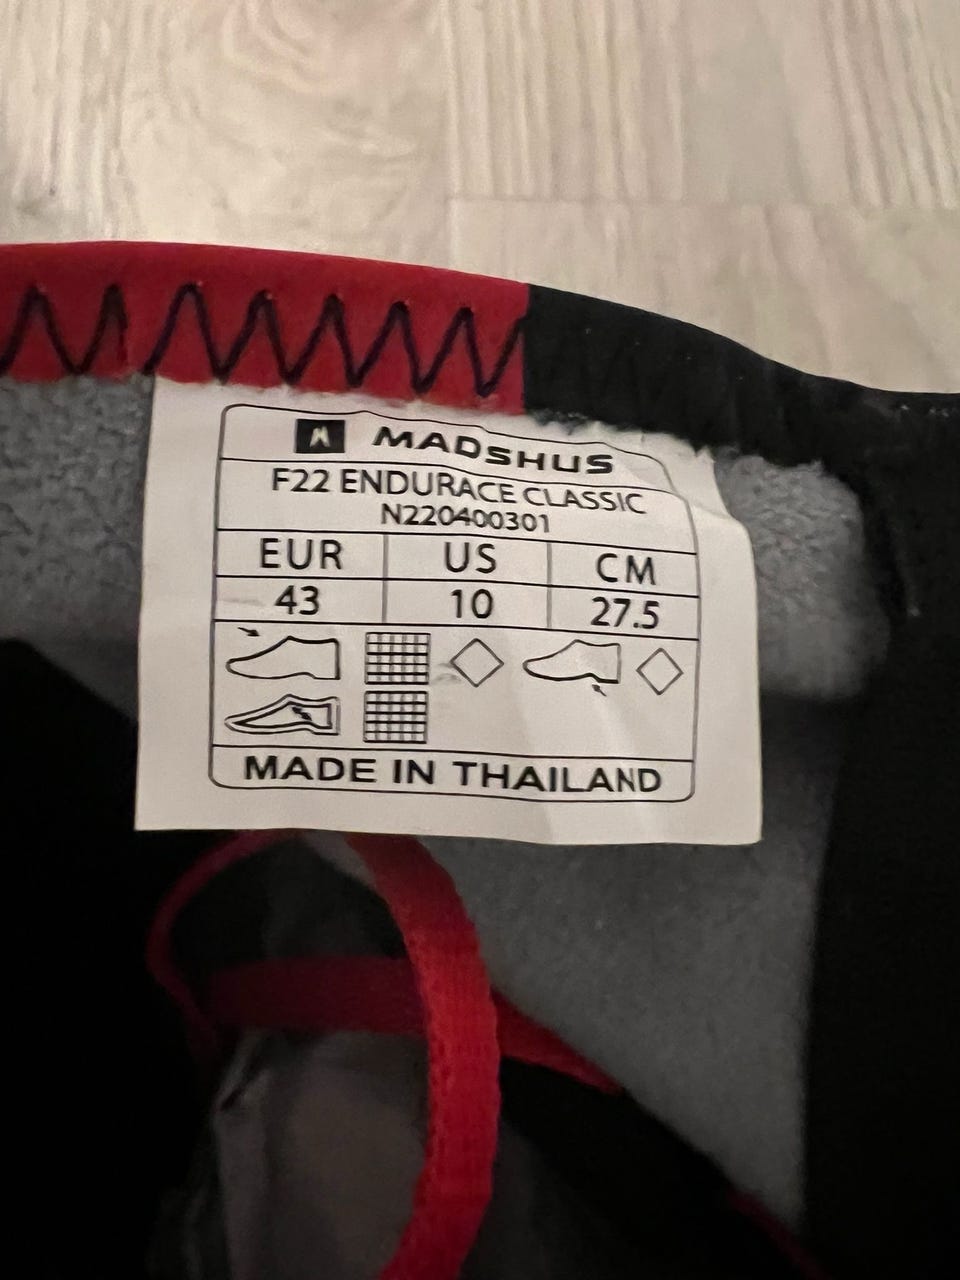 MADSHUS
F22 ENDURACE CLASSIC
N220400301
EUR US CM
43 10 27.5
MADE IN THAILAND